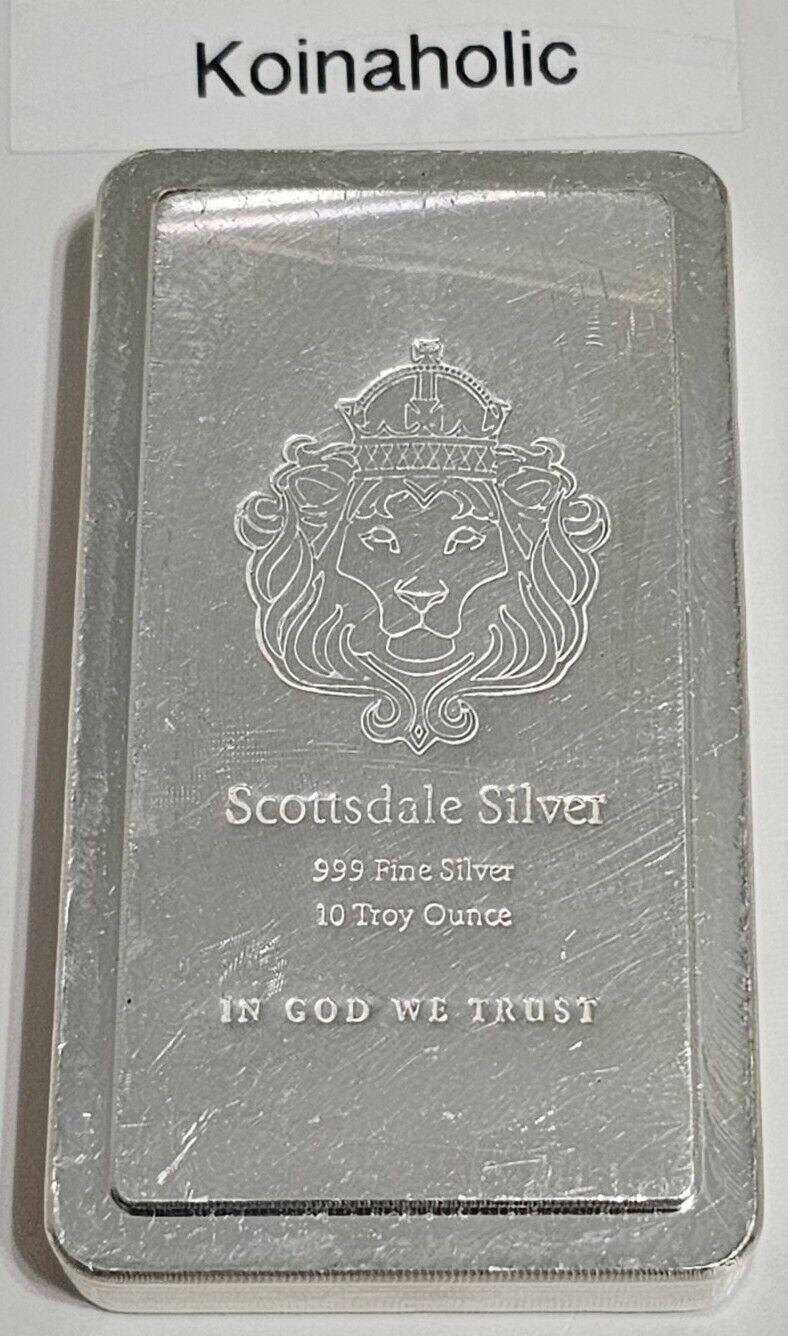 Koinaholic
Scottsdale Silver
999 Fine Silver
10 Troy Ounce
IN GOD WE TRUST